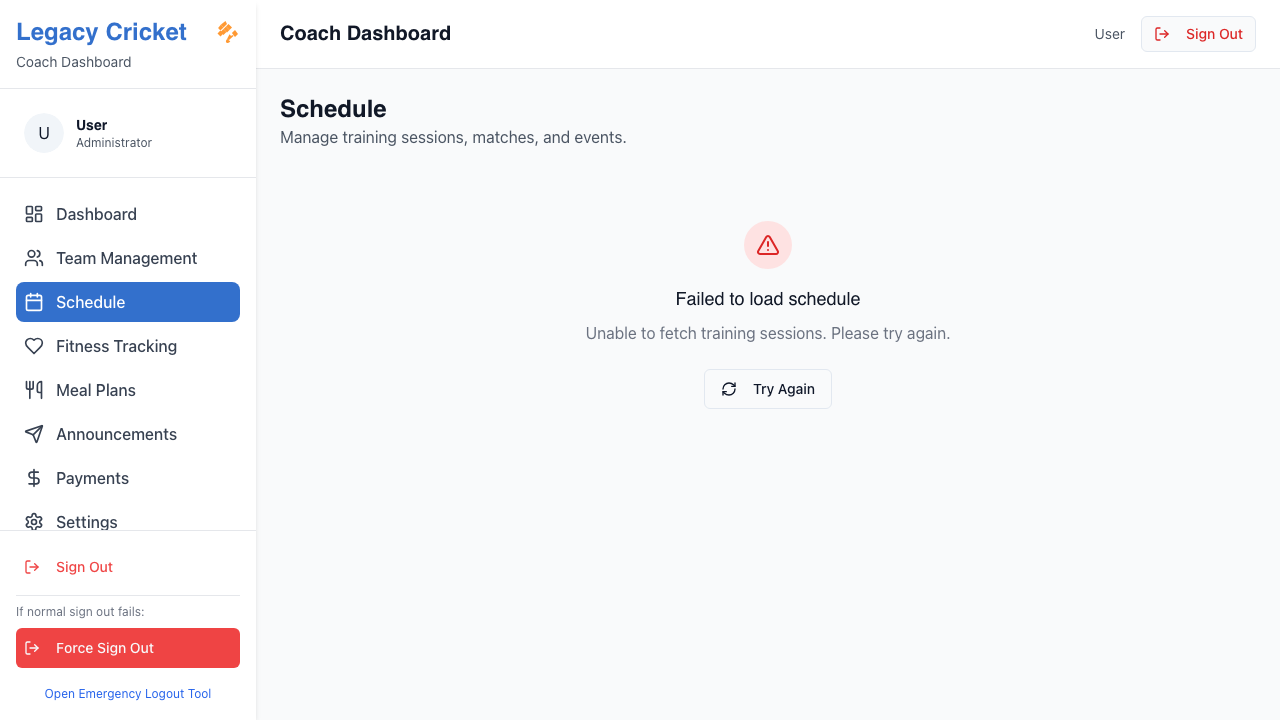 Legacy Cricket
Coach Dashboard
U
User
Administrator
Dashboard
Team Management
Schedule
Fitness Tracking
Meal Plans
Announcements
Payments
Settings
Sign Out
If normal sign out fails:
Force Sign Out
Open Emergency Logout Tool
Coach Dashboard
User
Sign Out
Schedule
Manage training sessions, matches, and events.
Failed to load schedule
Unable to fetch training sessions. Please try again.
Try Again